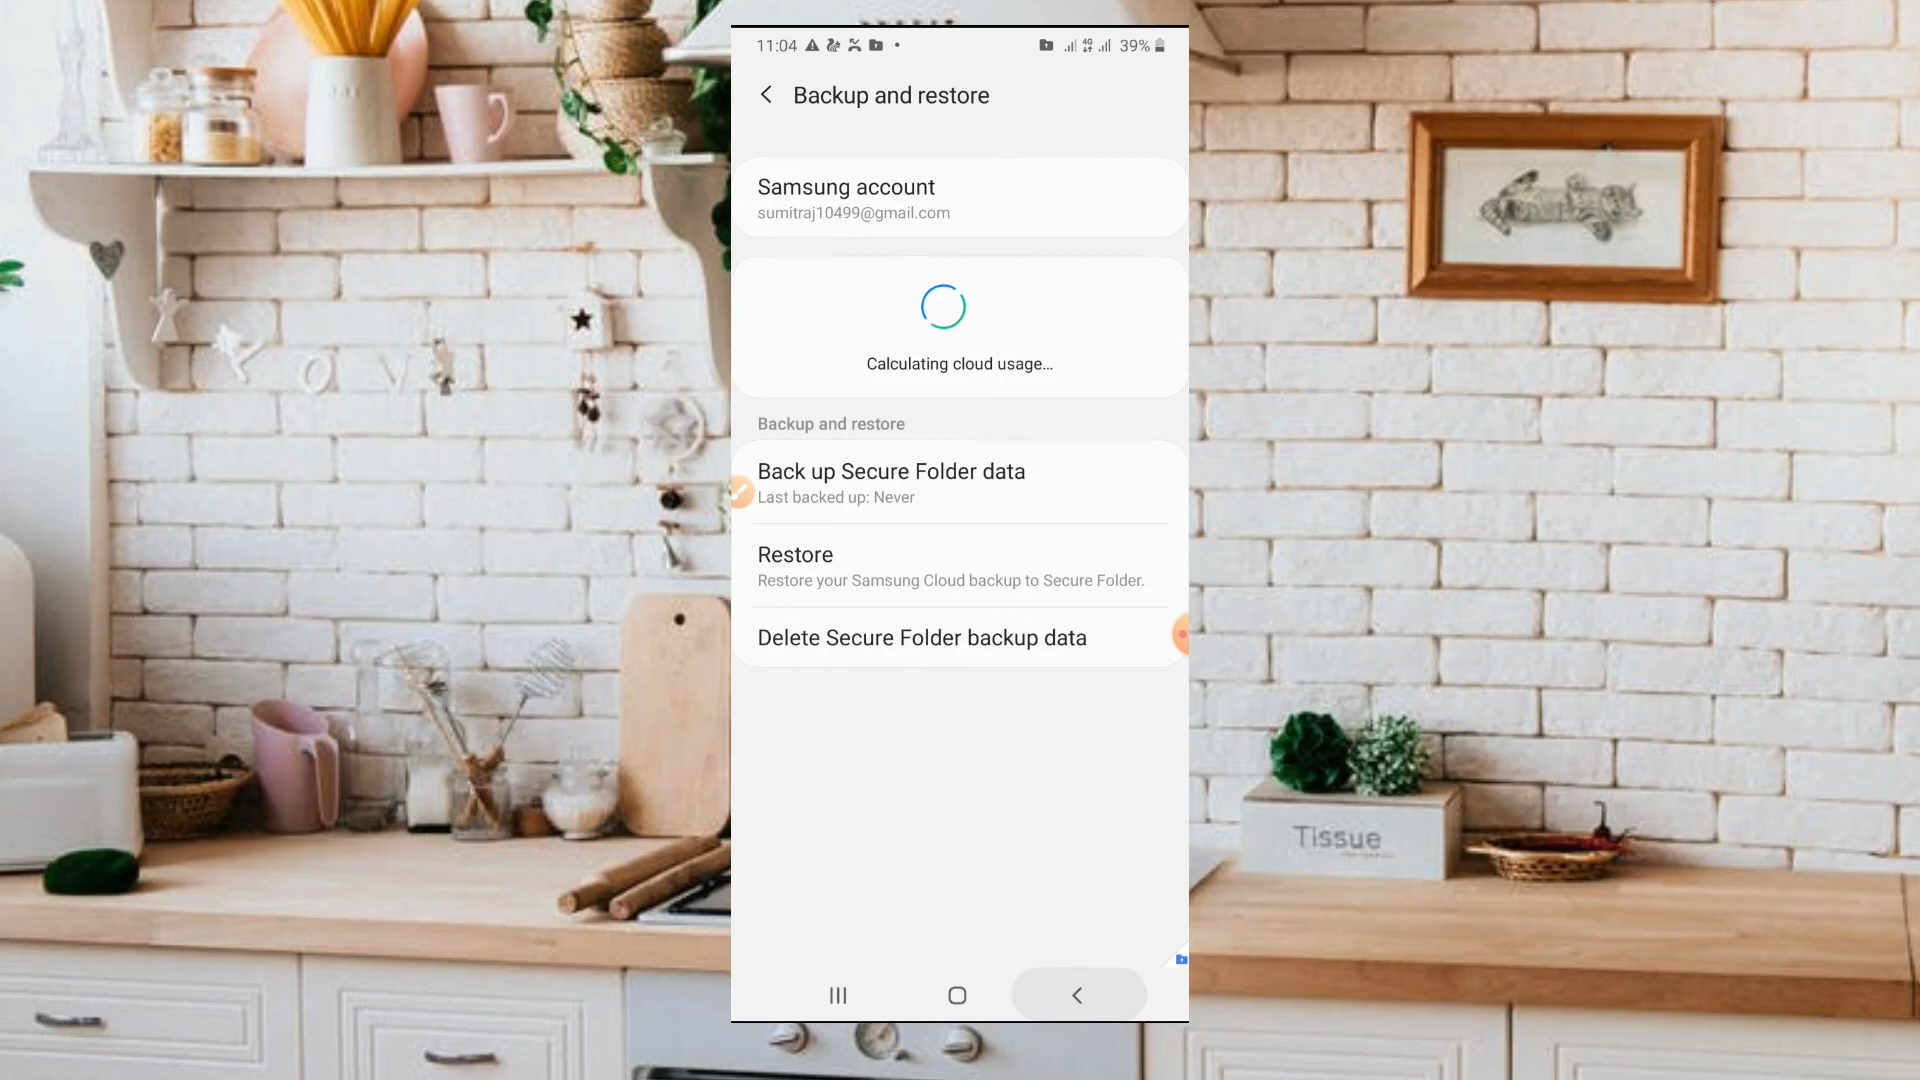 11:04
4G
39%
Backup and restore
Samsung account
sumitraj10499@gmail.com
Calculating cloud usage...
Backup and restore
Back up Secure Folder data
Last backed up: Never
Restore
Restore your Samsung Cloud backup to Secure Folder.
Delete Secure Folder backup data
Tissue